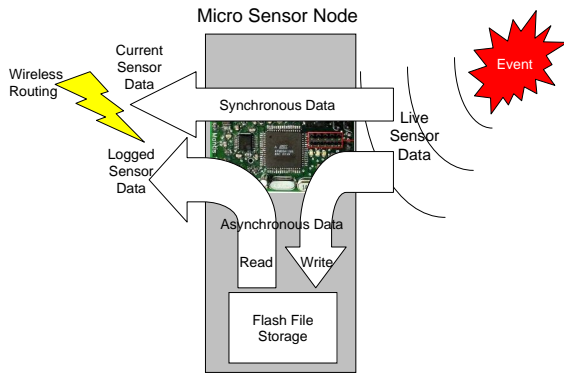 Micro Sensor Node
Current
Sensor
Data
Wireless
Routing
Event
Synchronous Data
Live
Sensor
Data
Logged
Sensor
Data
Asynchronous Data
Read
Write
Flash File
Storage